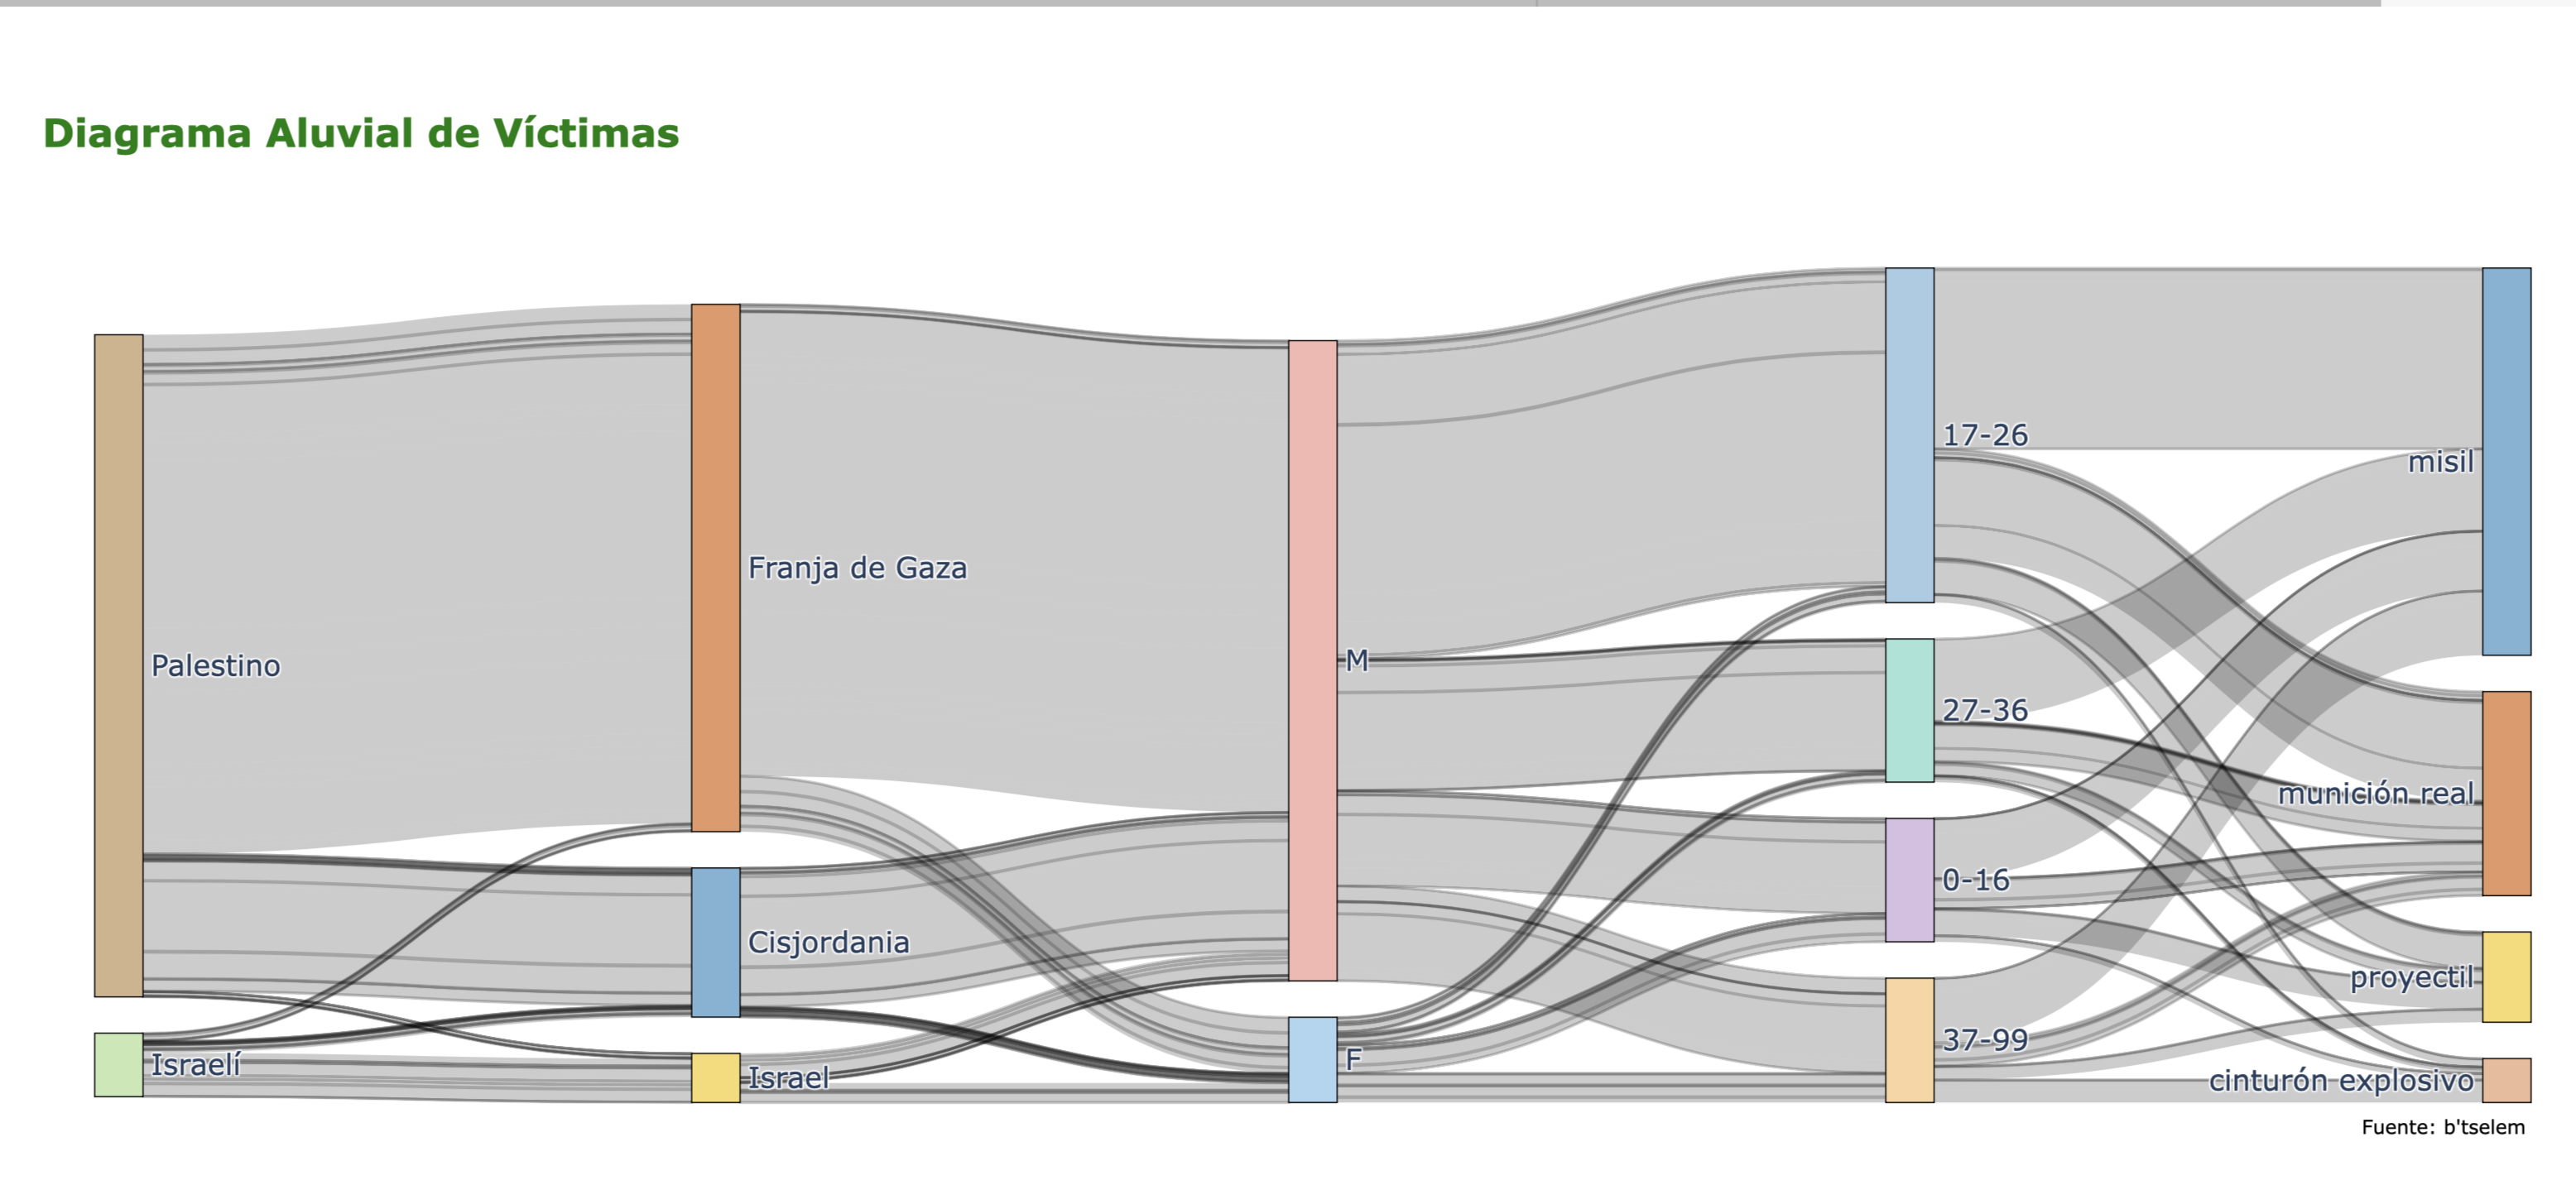 Diagrama Aluvial de Víctimas
Palestino
Israelí
Franja de Gaza
Cisjordania
Israel
M
F
17-26
27-36
0-16
37-99
misil
munición real
proyectil
cinturón explosivo
Fuente: b'tselem